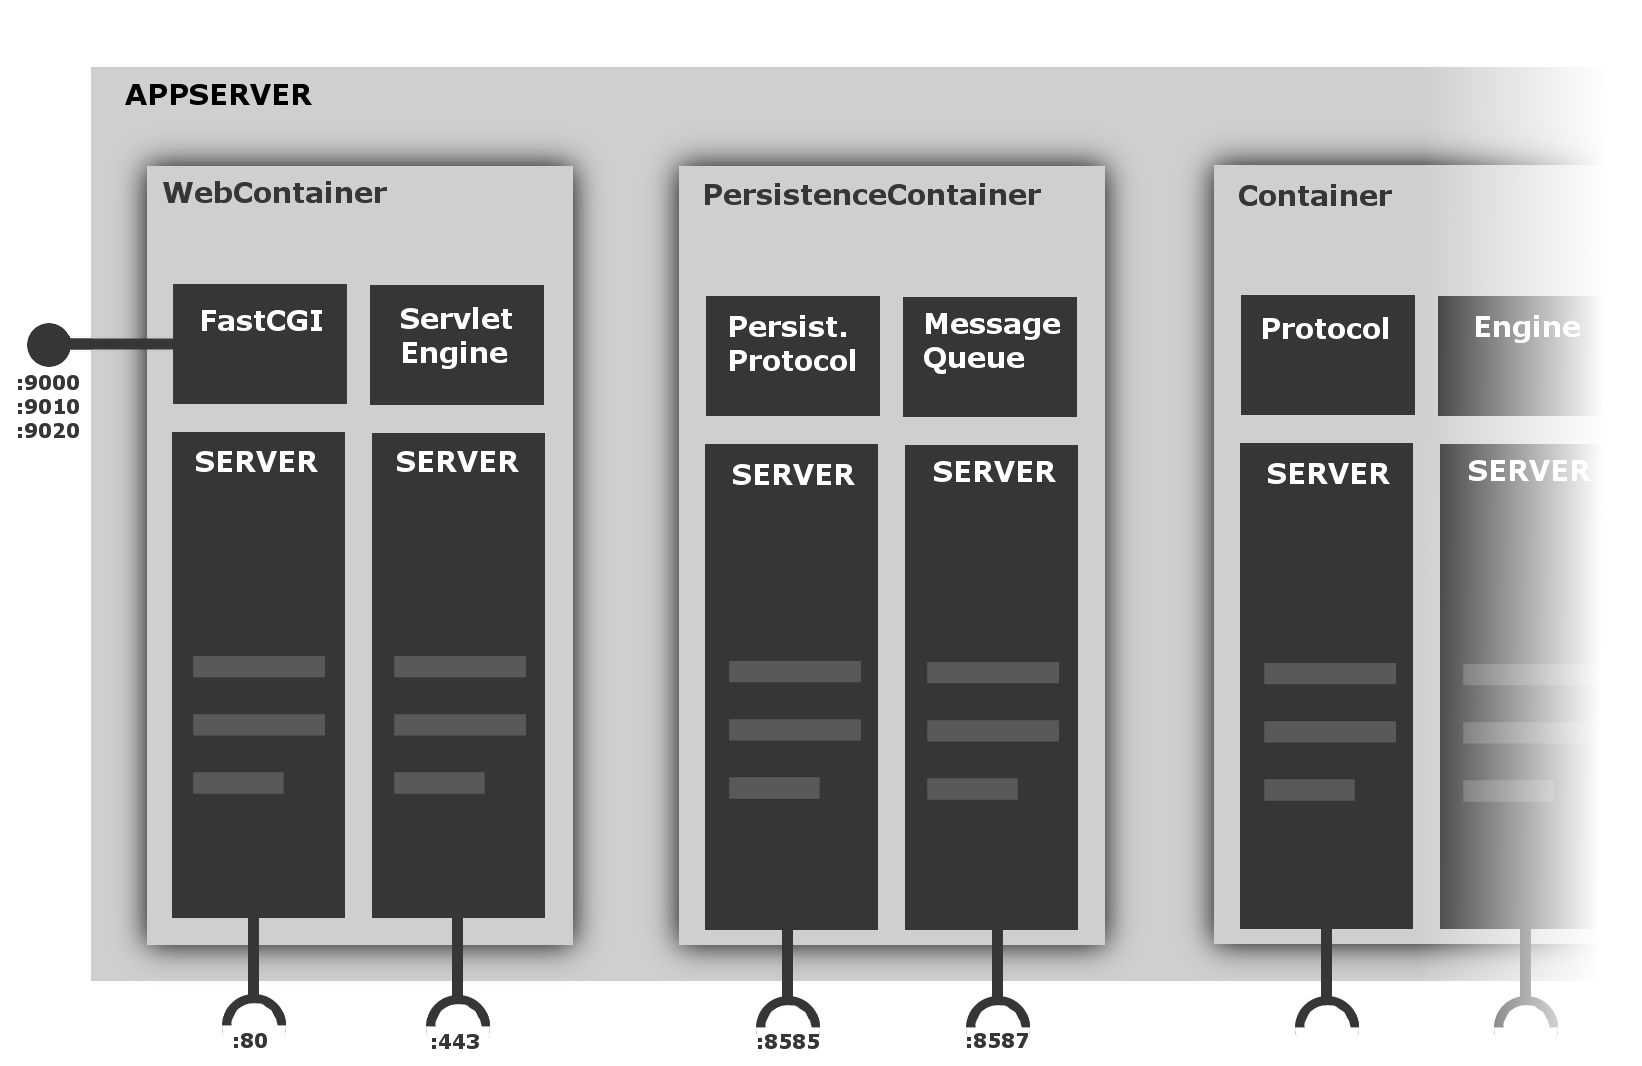 APPSERVER
WebContainer
FastCGI
Servlet
Engine
:9000
:9010
:9020
SERVER
SERVER
:80
:443
PersistenceContainer
Persist.
Protocol
Message
Queue
SERVER
SERVER
:8585
:8587
Container
Protocol
Engine
SERVER
SERVER